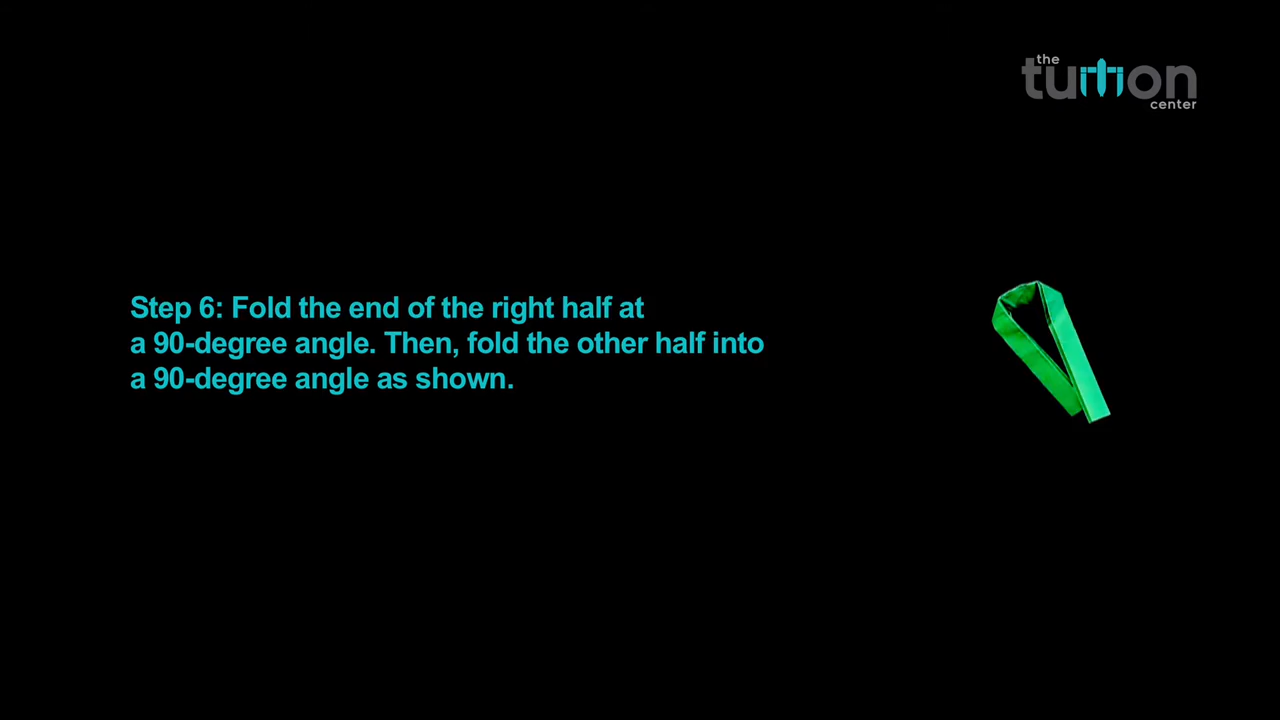 the
tuition
center
Step 6: Fold the end of the right half at
a 90-degree angle. Then, fold the other half into
a 90-degree angle as shown.